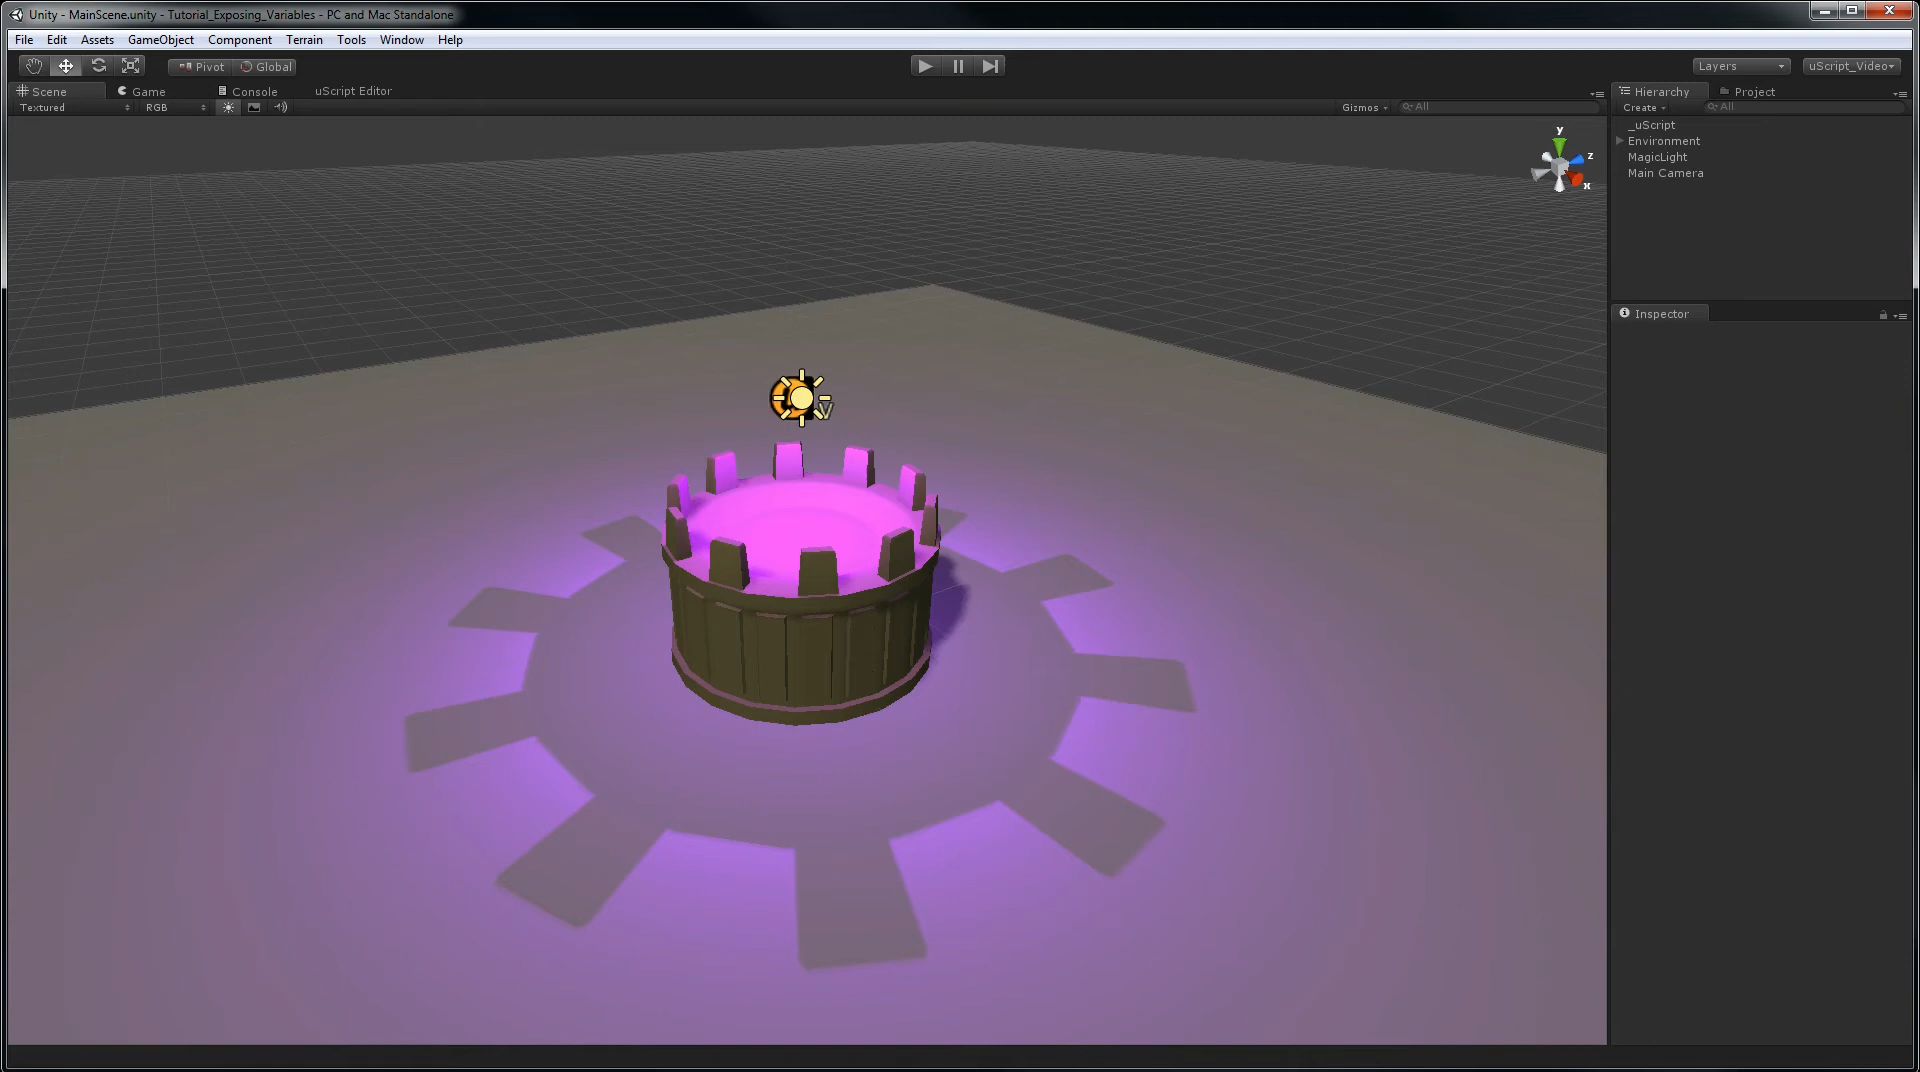 Unity - MainScene.unity - Tutorial_Exposing_Variables - PC and Mac Standalone
File Edit Assets GameObject Component Terrain Tools Window Help
Pivot Global Layers uScript_Video
Scene Game Console uScript Editor Hierarchy Project
Textured RGB Gizmos All Create All
_uScript
Environment
MagicLight
Main Camera
y
z
x
Inspector
V